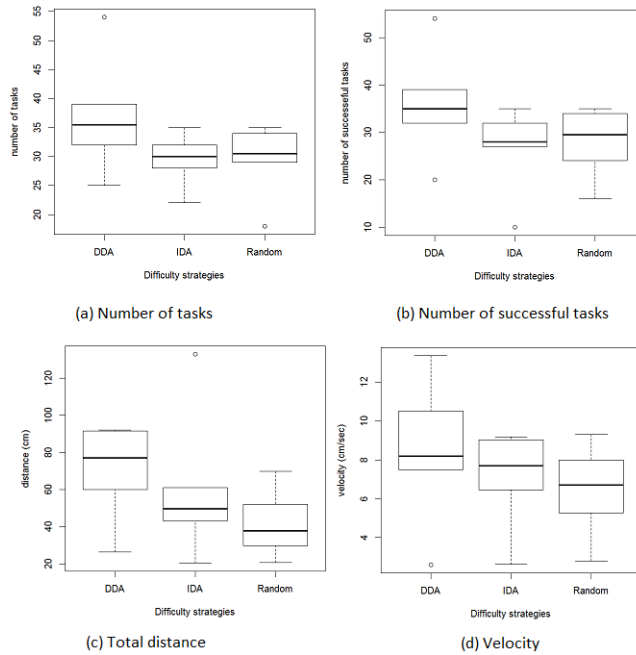 number of tasks
55
50
45
40
35
30
25
20
DDA IDA Random
Difficulty strategies
(a) Number of tasks
number of successeful tasks
50
40
30
20
10
DDA IDA Random
Difficulty strategies
(b) Number of successful tasks
distance (cm)
120
100
80
60
40
20
DDA IDA Random
Difficulty strategies
(c) Total distance
velocity (cm/sec)
12
10
8
6
4
DDA IDA Random
Difficulty strategies
(d) Velocity